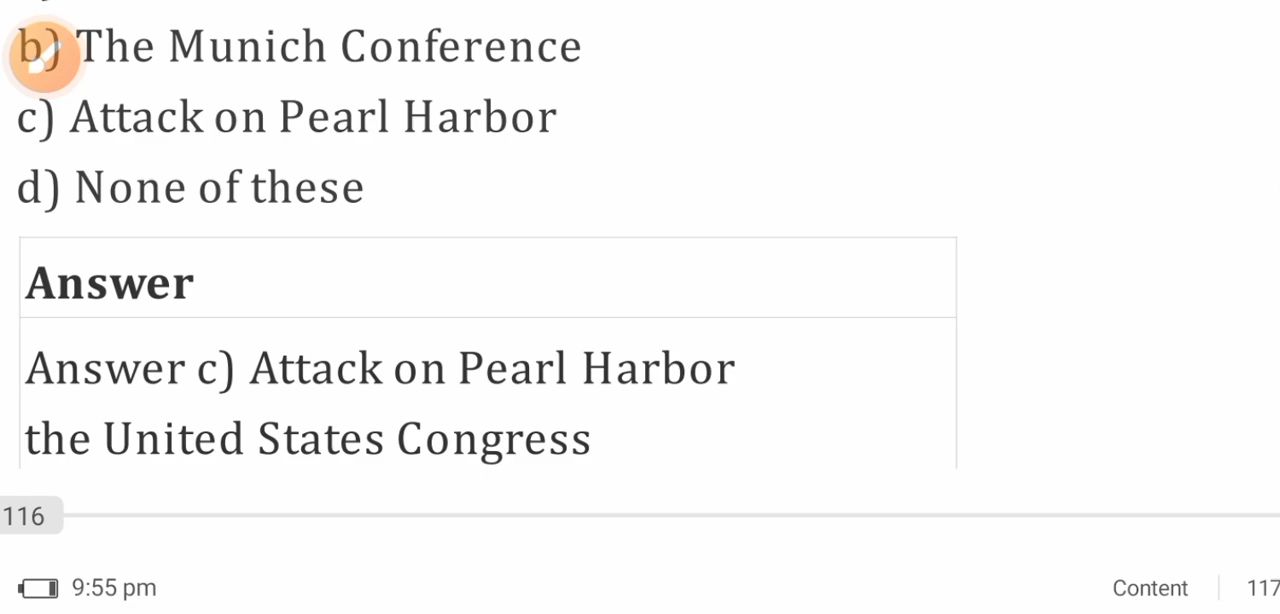 b) The Munich Conference
c) Attack on Pearl Harbor
d) None of these
Answer
Answer c) Attack on Pearl Harbor
the United States Congress
116
9:55 pm
Content
117